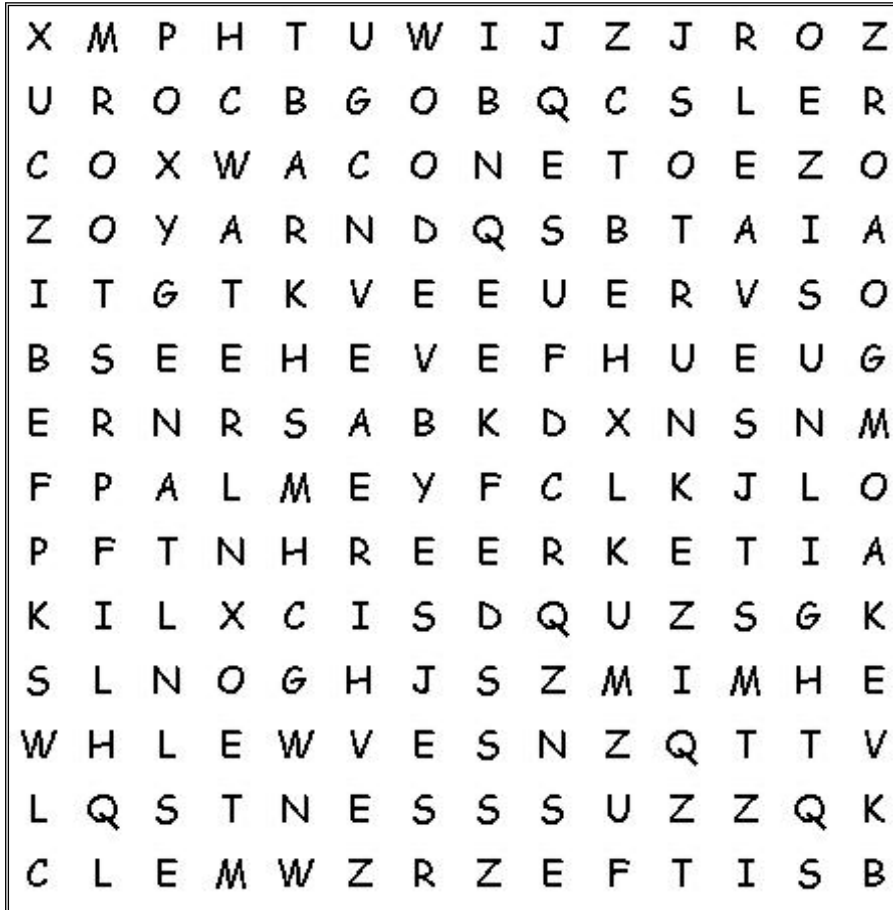 X M P H T U W I J Z J R O Z
U R O C B G O B Q C S L E R
C O X W A C O N E T O E Z O
Z O Y A R N D Q S B T A I A
I T G T K V E E U E R V S O
B S E E H E V E F H U E U G
E R N R S A B K D X N S N M
F P A L M E Y F C L K J L O
P F T N H R E E R K E T I A
K I L X C I S D Q U Z S G K
S L N O G H J S Z M I M H E
W H L E W V E S N Z Q T T V
L Q S T N E S S S U Z Z Q K
C L E M W Z R Z E F T I S B